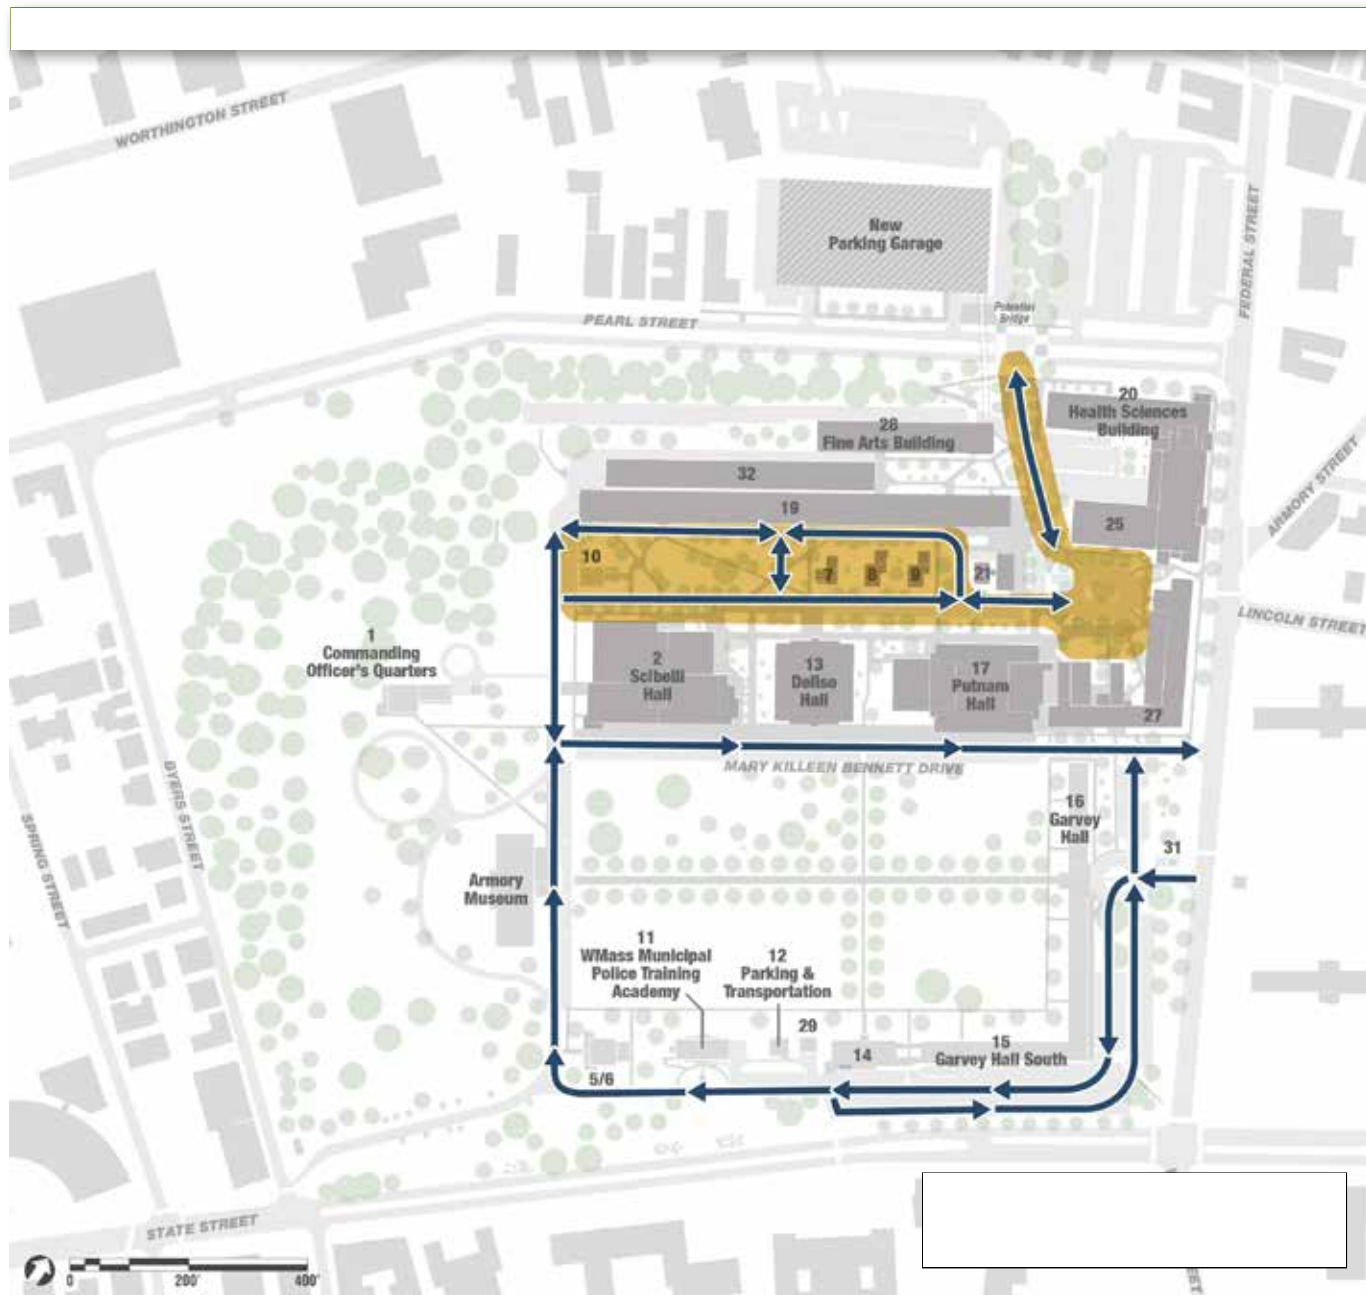 WORTHINGTON STREET
New
Parking Garage
FEDERAL STREET
Potential
Bridge
PEARL STREET
20
Health Sciences
Building
28
Fine Arts Building
ARMORY STREET
32
19
25
10
7
8
9
21
LINCOLN STREET
1
Commanding
Officer's Quarters
2
Scibelli
Hall
13
Deliso
Hall
17
Putnam
Hall
27
MARY KILLEEN BENNETT DRIVE
BYERS STREET
SPRING STREET
16
Garvey
Hall
31
Armory
Museum
11
WMass Municipal
Police Training
Academy
12
Parking &
Transportation
29
14
15
Garvey Hall South
5/6
STATE STREET
0
200'
400'